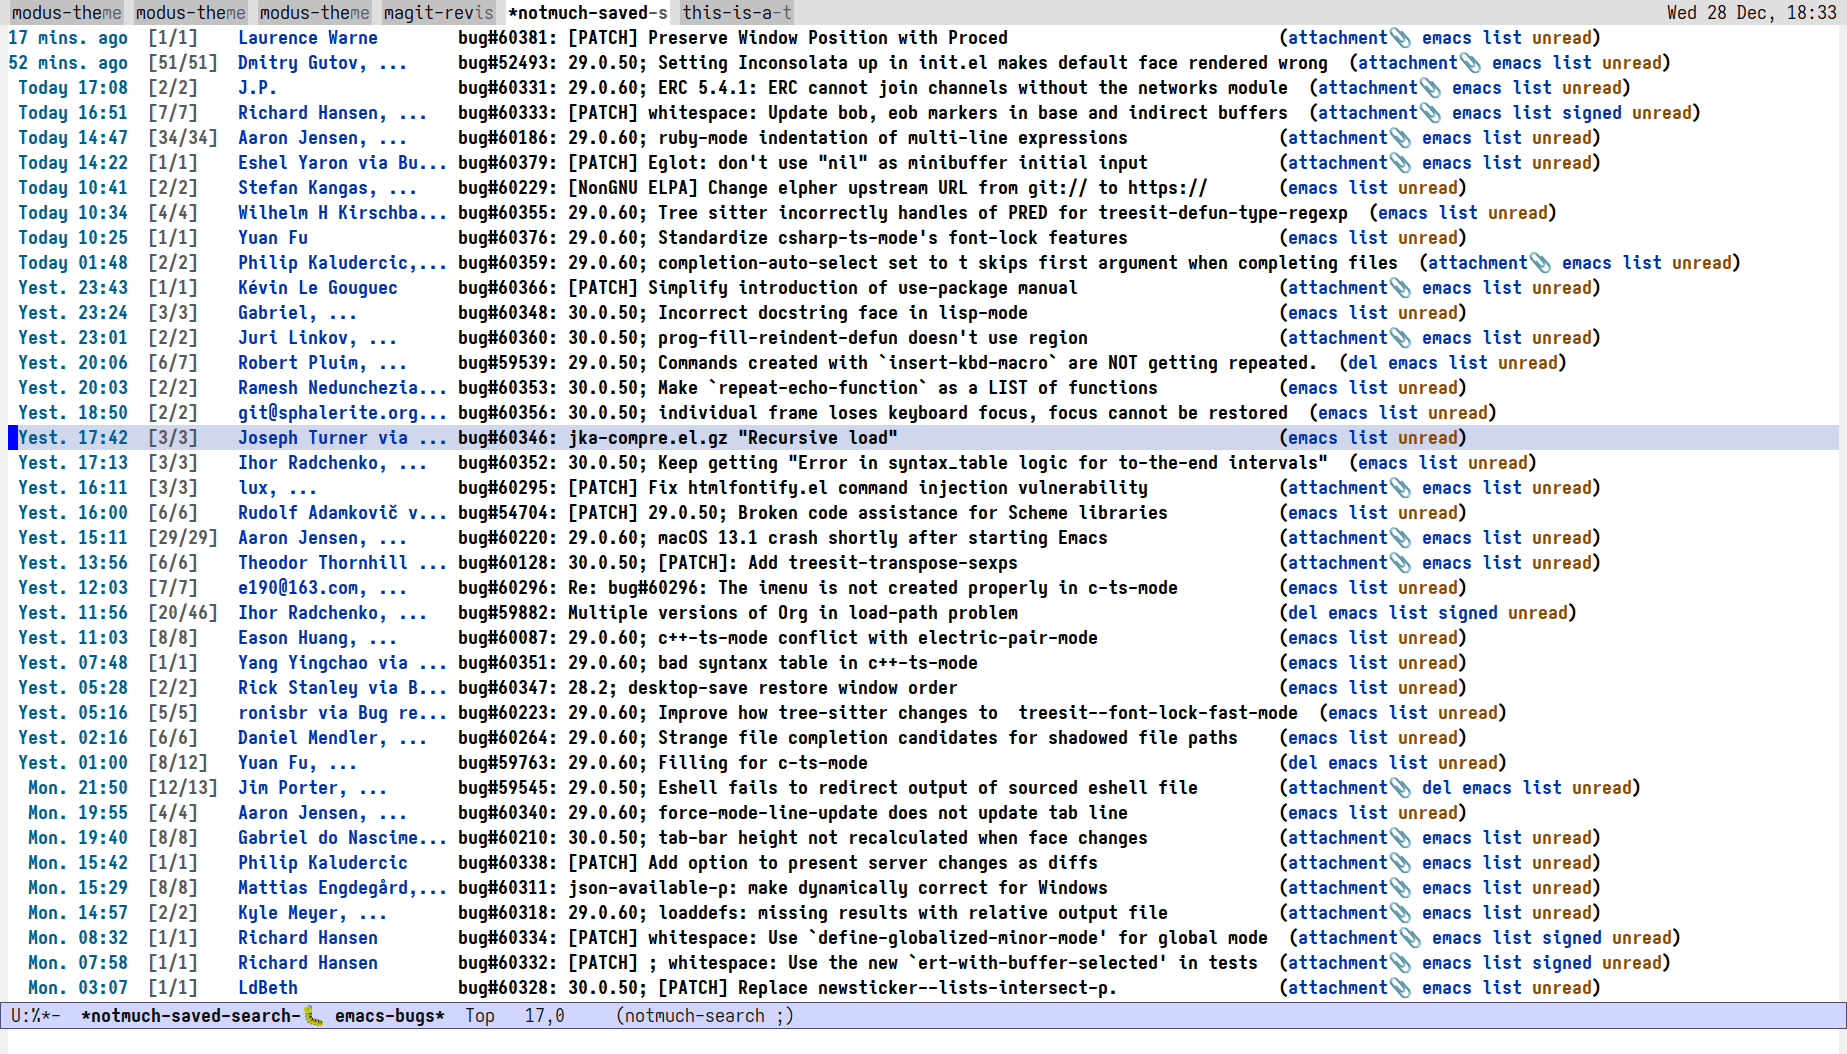 modus-theme modus-theme modus-theme magit-revis *notmuch-saved-s this-is-a-t Wed 28 Dec, 18:33
17 mins. ago [1/1] Laurence Warne bug#60381: [PATCH] Preserve Window Position with Proced (attachment📎 emacs list unread)
52 mins. ago [51/51] Dmitry Gutov, ... bug#52493: 29.0.50; Setting Inconsolata up in init.el makes default face rendered wrong (attachment📎 emacs list unread)
Today 17:08 [2/2] J.P. bug#60331: 29.0.60; ERC 5.4.1: ERC cannot join channels without the networks module (attachment📎 emacs list unread)
Today 16:51 [7/7] Richard Hansen, ... bug#60333: [PATCH] whitespace: Update bob, eob markers in base and indirect buffers (attachment📎 emacs list signed unread)
Today 14:47 [34/34] Aaron Jensen, ... bug#60186: 29.0.60; ruby-mode indentation of multi-line expressions (attachment📎 emacs list unread)
Today 14:22 [1/1] Eshel Yaron via Bu... bug#60379: [PATCH] Eglot: don't use "nil" as minibuffer initial input (attachment📎 emacs list unread)
Today 10:41 [2/2] Stefan Kangas, ... bug#60229: [NonGNU ELPA] Change elpher upstream URL from git:// to https:// (emacs list unread)
Today 10:34 [4/4] Wilhelm H Kirschba... bug#60355: 29.0.60; Tree sitter incorrectly handles of PRED for treesit-defun-type-regexp (emacs list unread)
Today 10:25 [1/1] Yuan Fu bug#60376: 29.0.60; Standardize csharp-ts-mode's font-lock features (emacs list unread)
Today 01:48 [2/2] Philip Kaludercic,... bug#60359: 29.0.60; completion-auto-select set to t skips first argument when completing files (attachment📎 emacs list unread)
Yest. 23:43 [1/1] Kévin Le Gouguec bug#60366: [PATCH] Simplify introduction of use-package manual (attachment📎 emacs list unread)
Yest. 23:24 [3/3] Gabriel, ... bug#60348: 30.0.50; Incorrect docstring face in lisp-mode (emacs list unread)
Yest. 23:01 [2/2] Juri Linkov, ... bug#60360: 30.0.50; prog-fill-reindent-defun doesn't use region (attachment📎 emacs list unread)
Yest. 20:06 [6/7] Robert Pluim, ... bug#59539: 29.0.50; Commands created with `insert-kbd-macro` are NOT getting repeated. (del emacs list unread)
Yest. 20:03 [2/2] Ramesh Nedunchezia... bug#60353: 30.0.50; Make `repeat-echo-function` as a LIST of functions (emacs list unread)
Yest. 18:50 [2/2] git@sphalerite.org... bug#60356: 30.0.50; individual frame loses keyboard focus, focus cannot be restored (emacs list unread)
Yest. 17:42 [3/3] Joseph Turner via ... bug#60346: jka-compre.el.gz "Recursive load" (emacs list unread)
Yest. 17:13 [3/3] Ihor Radchenko, ... bug#60352: 30.0.50; Keep getting "Error in syntax_table logic for to-the-end intervals" (emacs list unread)
Yest. 16:11 [3/3] lux, ... bug#60295: [PATCH] Fix htmlfontify.el command injection vulnerability (attachment📎 emacs list unread)
Yest. 16:00 [6/6] Rudolf Adamkovič v... bug#54704: [PATCH] 29.0.50; Broken code assistance for Scheme libraries (emacs list unread)
Yest. 15:11 [29/29] Aaron Jensen, ... bug#60220: 29.0.60; macOS 13.1 crash shortly after starting Emacs (attachment📎 emacs list unread)
Yest. 13:56 [6/6] Theodor Thornhill ... bug#60128: 30.0.50; [PATCH]: Add treesit-transpose-sexps (attachment📎 emacs list unread)
Yest. 12:03 [7/7] e190@163.com, ... bug#60296: Re: bug#60296: The imenu is not created properly in c-ts-mode (emacs list unread)
Yest. 11:56 [20/46] Ihor Radchenko, ... bug#59882: Multiple versions of Org in load-path problem (del emacs list signed unread)
Yest. 11:03 [8/8] Eason Huang, ... bug#60087: 29.0.60; c++-ts-mode conflict with electric-pair-mode (emacs list unread)
Yest. 07:48 [1/1] Yang Yingchao via ... bug#60351: 29.0.60; bad syntanx table in c++-ts-mode (emacs list unread)
Yest. 05:28 [2/2] Rick Stanley via B... bug#60347: 28.2; desktop-save restore window order (emacs list unread)
Yest. 05:16 [5/5] ronisbr via Bug re... bug#60223: 29.0.60; Improve how tree-sitter changes to treesit--font-lock-fast-mode (emacs list unread)
Yest. 02:16 [6/6] Daniel Mendler, ... bug#60264: 29.0.60; Strange file completion candidates for shadowed file paths (emacs list unread)
Yest. 01:00 [8/12] Yuan Fu, ... bug#59763: 29.0.60; Filling for c-ts-mode (del emacs list unread)
Mon. 21:50 [12/13] Jim Porter, ... bug#59545: 29.0.50; Eshell fails to redirect output of sourced eshell file (attachment📎 del emacs list unread)
Mon. 19:55 [4/4] Aaron Jensen, ... bug#60340: 29.0.60; force-mode-line-update does not update tab line (emacs list unread)
Mon. 19:40 [8/8] Gabriel do Nascime... bug#60210: 30.0.50; tab-bar height not recalculated when face changes (attachment📎 emacs list unread)
Mon. 15:42 [1/1] Philip Kaludercic bug#60338: [PATCH] Add option to present server changes as diffs (attachment📎 emacs list unread)
Mon. 15:29 [8/8] Mattias Engdegård,... bug#60311: json-available-p: make dynamically correct for Windows (attachment📎 emacs list unread)
Mon. 14:57 [2/2] Kyle Meyer, ... bug#60318: 29.0.60; loaddefs: missing results with relative output file (attachment📎 emacs list unread)
Mon. 08:32 [1/1] Richard Hansen bug#60334: [PATCH] whitespace: Use `define-globalized-minor-mode' for global mode (attachment📎 emacs list signed unread)
Mon. 07:58 [1/1] Richard Hansen bug#60332: [PATCH] ; whitespace: Use the new `ert-with-buffer-selected' in tests (attachment📎 emacs list signed unread)
Mon. 03:07 [1/1] LdBeth bug#60328: 30.0.50; [PATCH] Replace newsticker--lists-intersect-p. (attachment📎 emacs list unread)
U:%*- *notmuch-saved-search-🐛 emacs-bugs* Top 17,0 (notmuch-search ;)